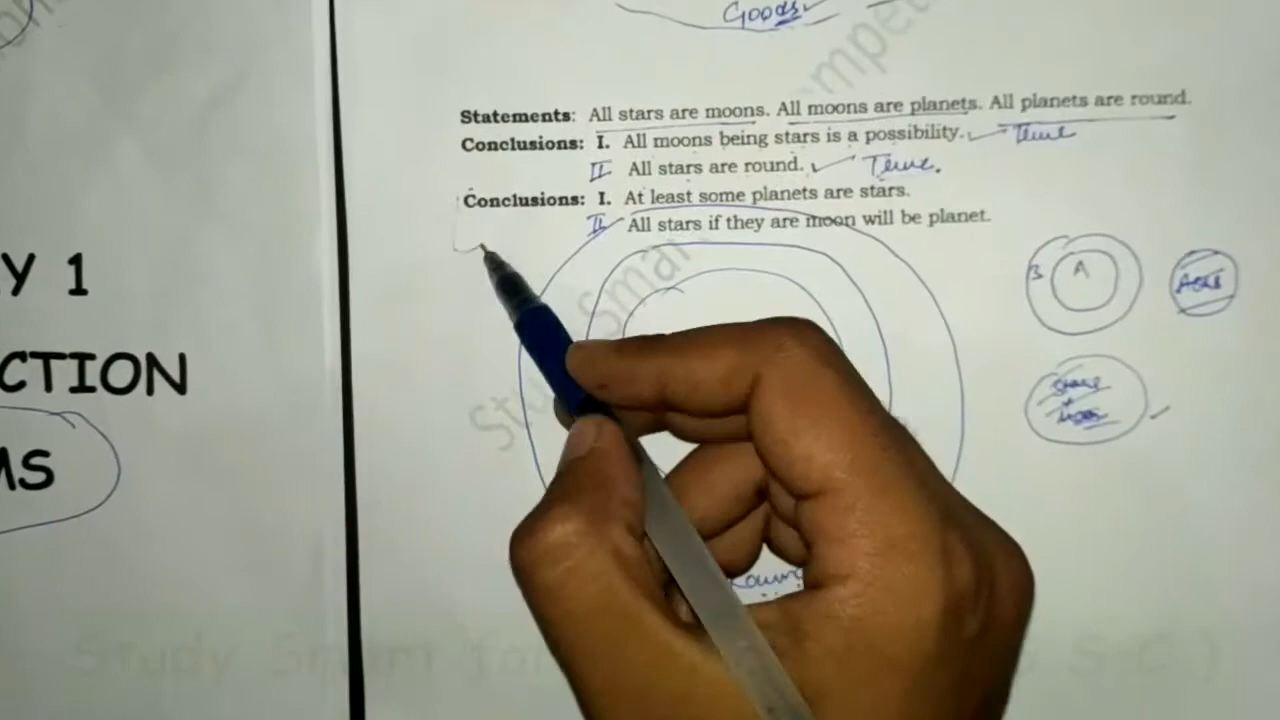 Goods
Statements: All stars are moons. All moons are planets. All planets are round.
Conclusions: I. All moons being stars is a possibility. True
II All stars are round. True.
Conclusions: I. At least some planets are stars.
II All stars if they are moon will be planet.
Y 1
CTION
MS
B A